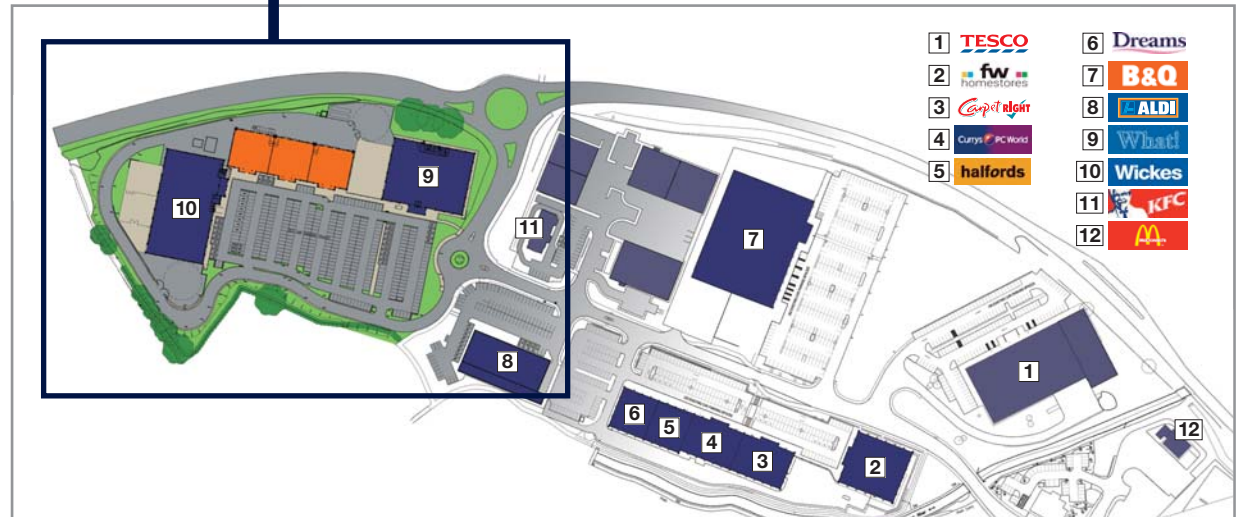 1 TESCO
2 fw homestores
3 Carpet RIGHT
4 Currys PC World
5 halfords
6 Dreams
7 B&Q
8 ALDI
9 What!
10 Wickes
11 KFC
12
10
9
11
8
7
6
5
4
3
2
1
12